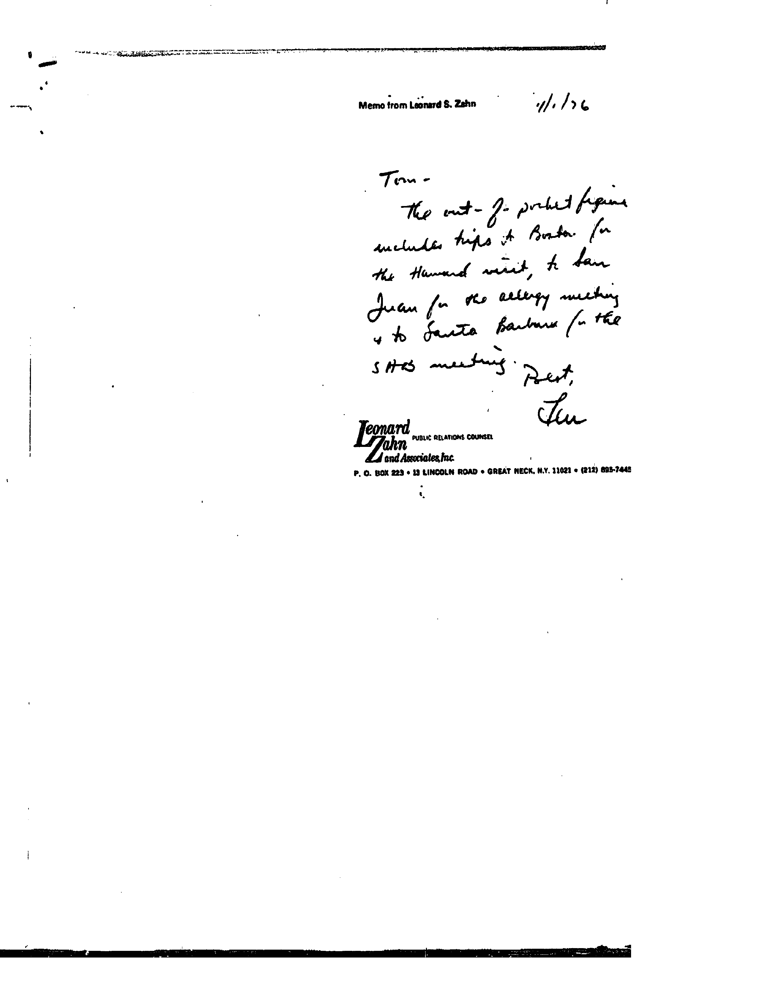 Memo from Leonard S. Zahn
4/1/76
Tom -
The out-of-pocket figure
includes trips to Boston for
the Harvard visit, to San
Juan for the allergy meeting
& to Santa Barbara for the
meeting.
Best,
Len
Leonard
Zahn PUBLIC RELATIONS COUNSEL
and Associates, Inc.
P. O. BOX 223 • 13 LINCOLN ROAD • GREAT NECK, N.Y. 11021 • (212) 895-7445